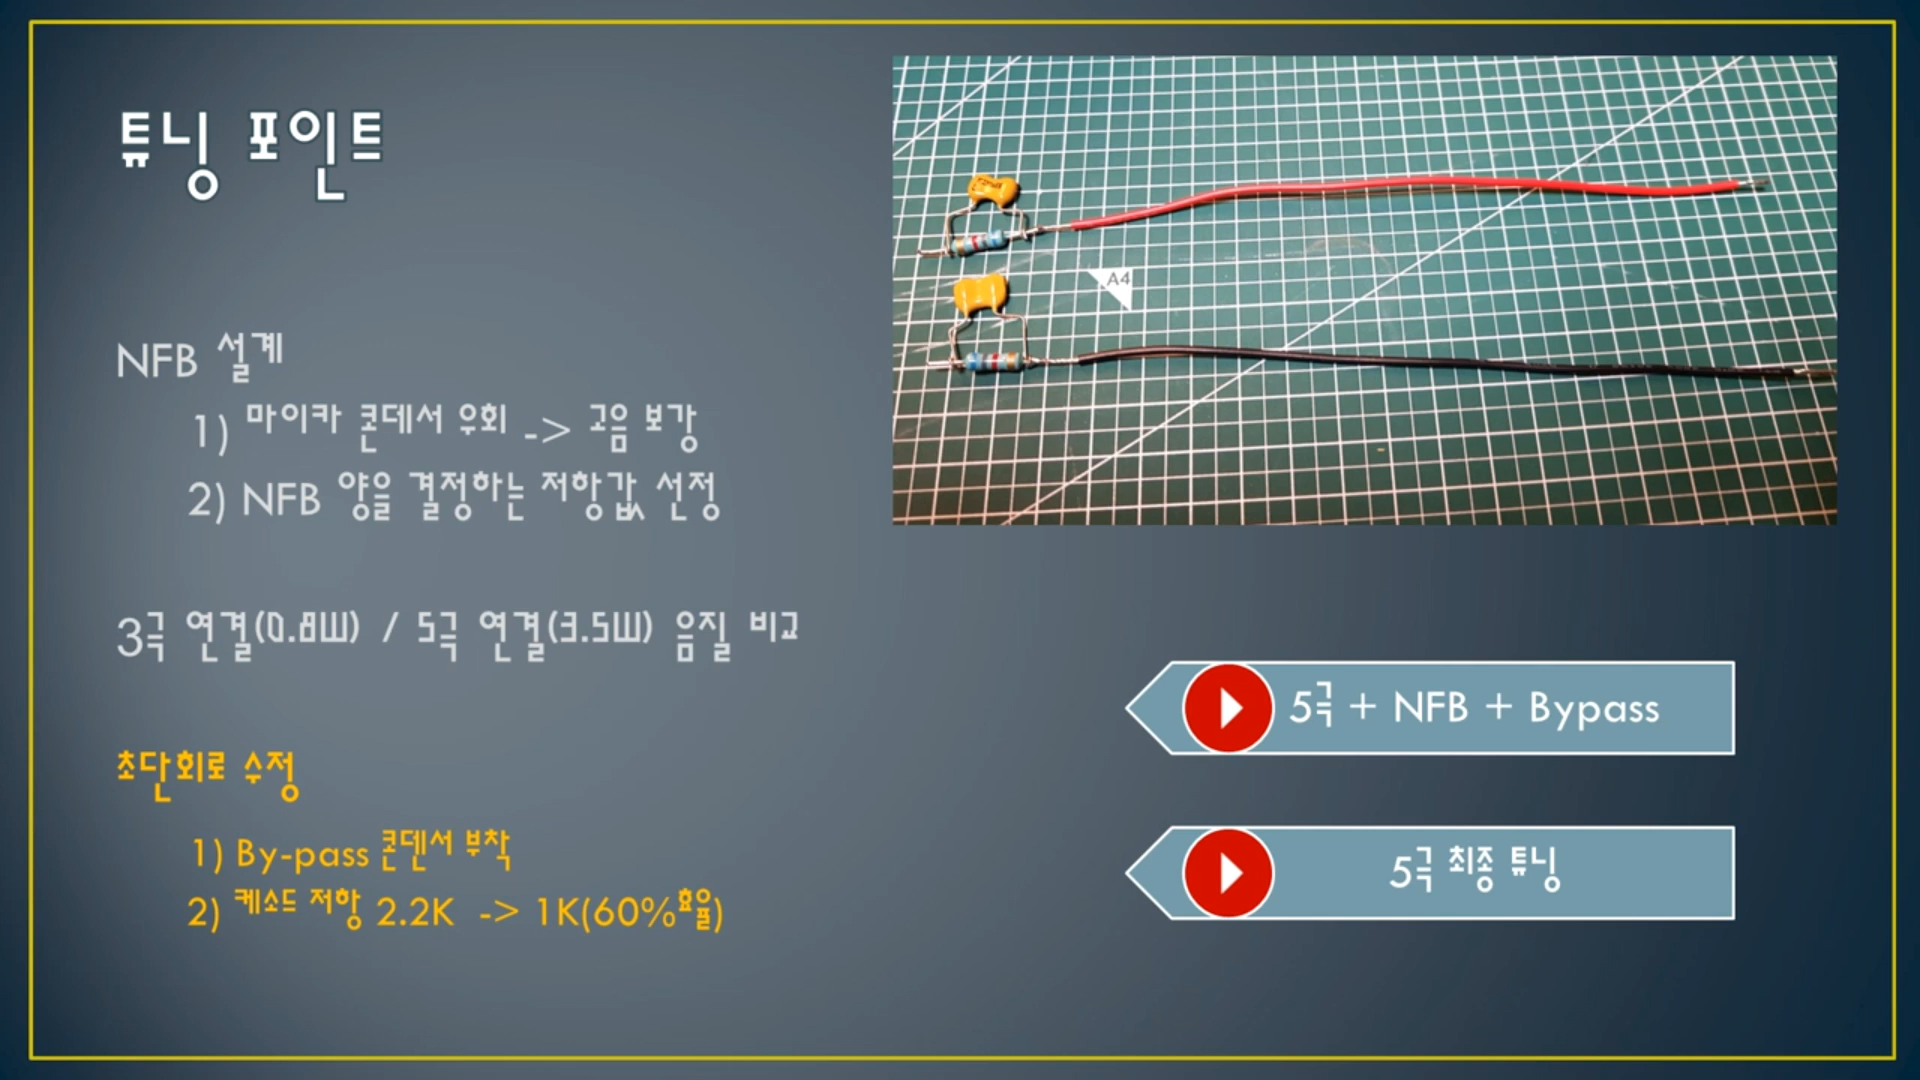 튜닝 포인트
A4
NFB 설계
1) 마이카 콘데서 우회 -> 고음 보강
2) NFB 양을 결정하는 저항값 선정
3극 연결(0.8W) / 5극 연결(3.5W) 음질 비교
5극 + NFB + Bypass
초단회로 수정
1) By-pass 콘덴서 부착
5극 최종 튜닝
2) 케소드 저항 2.2K -> 1K(60%효율)